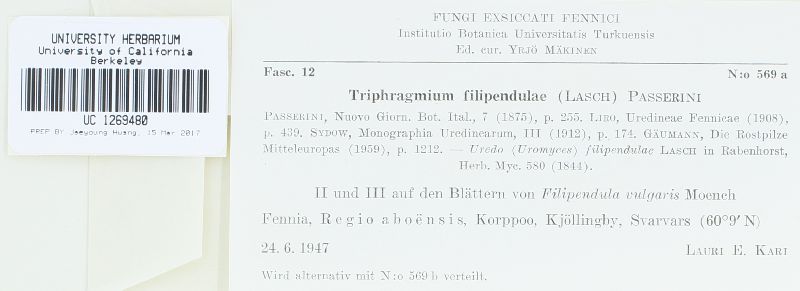 UNIVERSITY HERBARIUM
University of California
Berkeley
UC 1269480
PREP BY: Jaeyoung Huang, 15 Mar 2017
FUNGI EXSICCATI FENNICI
Instituto Botanica Universitatis Turkuensis
Ed. cur. YRJÖ MÄKINEN
Fasc. 12 N:o 569 a
Triphragmium filipendulae (LASCH) PASSERINI
PASSERINI, Nuovo Giorn. Bot. Ital., 7 (1875), p. 255. LIRO, Uredineae Fennicae (1908),
p. 439. SYDOW, Monographia Uredinearum, III (1912), p. 174. GÄUMANN, Die Rostpilze
Mitteleuropas (1959), p. 1212. — Uredo (Uromyces) filipendulae LASCH in Rabenhorst,
Herb. Myc. 580 (1844).
II und III auf den Blättern von Filipendula vulgaris Moench
Fennia, Regio aboënsis, Korppoo, Kjöllingby, Svarvars (60°9′ N)
24. 6. 1947 LAURI E. KARI
Wird alternativ mit N:o 569 b verteilt.